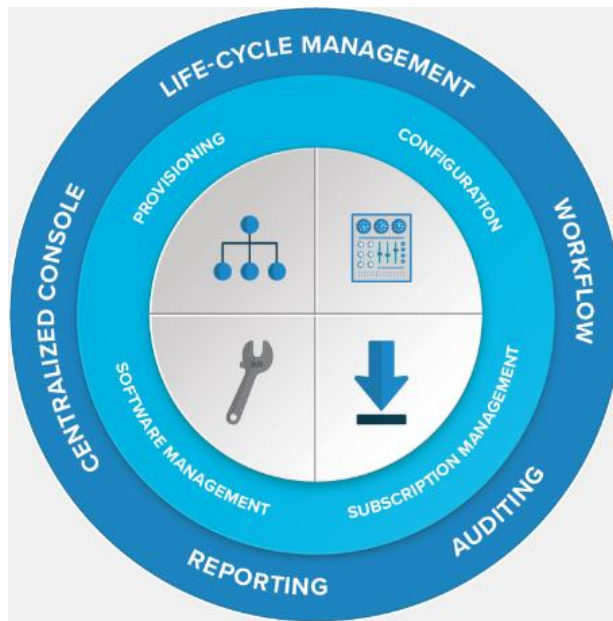 LIFE-CYCLE MANAGEMENT
WORKFLOW
AUDITING
REPORTING
CENTRALIZED CONSOLE
PROVISIONING
CONFIGURATION
SUBSCRIPTION MANAGEMENT
SOFTWARE MANAGEMENT